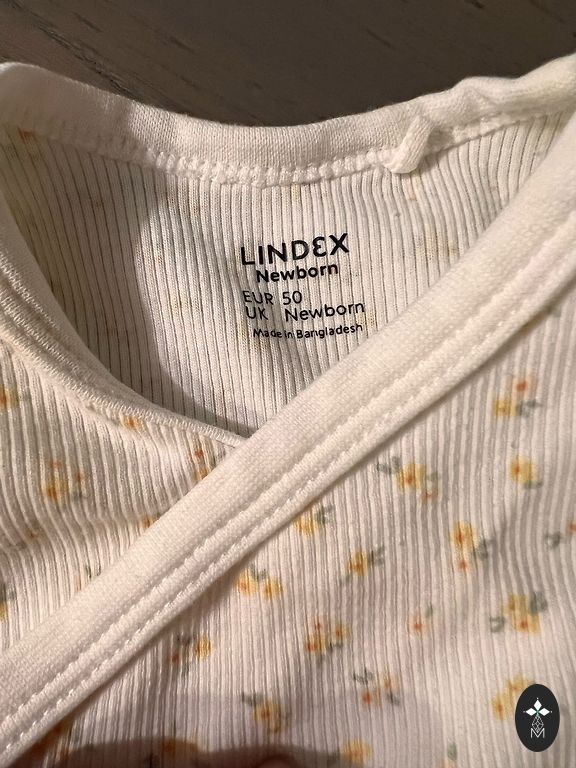 LINDEX
Newborn
EUR 50
UK Newborn
Made in Bangladesh